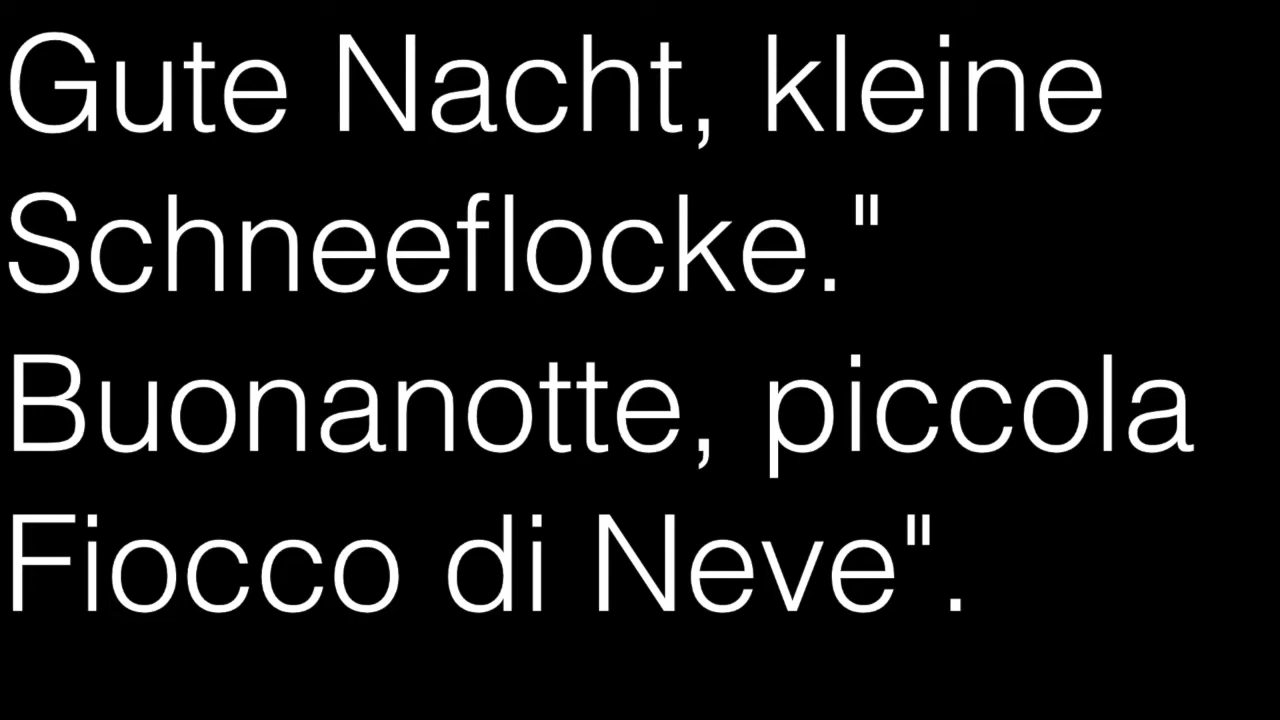 Gute Nacht, kleine
Schneeflocke."
Buonanotte, piccola
Fiocco di Neve".